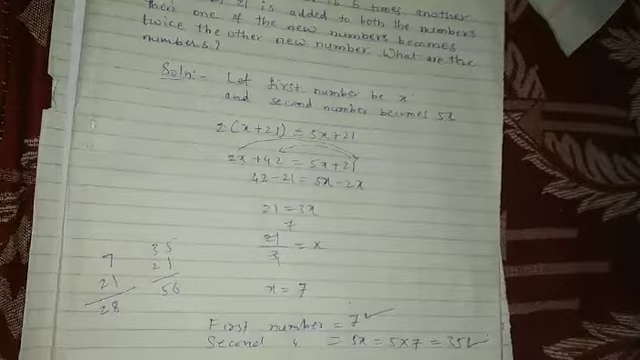 is 5 times another
21 is added to both the numbers
then one of the new numbers becomes
twice the other new number. What are the
numbers?
Soln:- Let first number be x
and second number becomes 5x
2(x+21) = 5x+21
2x+42 = 5x+21
42-21 = 5x-2x
21 = 3x
7
21/3 = x
x = 7
7 35
21 21
28 56
First number = 7
Second " = 5x = 5x7 = 35